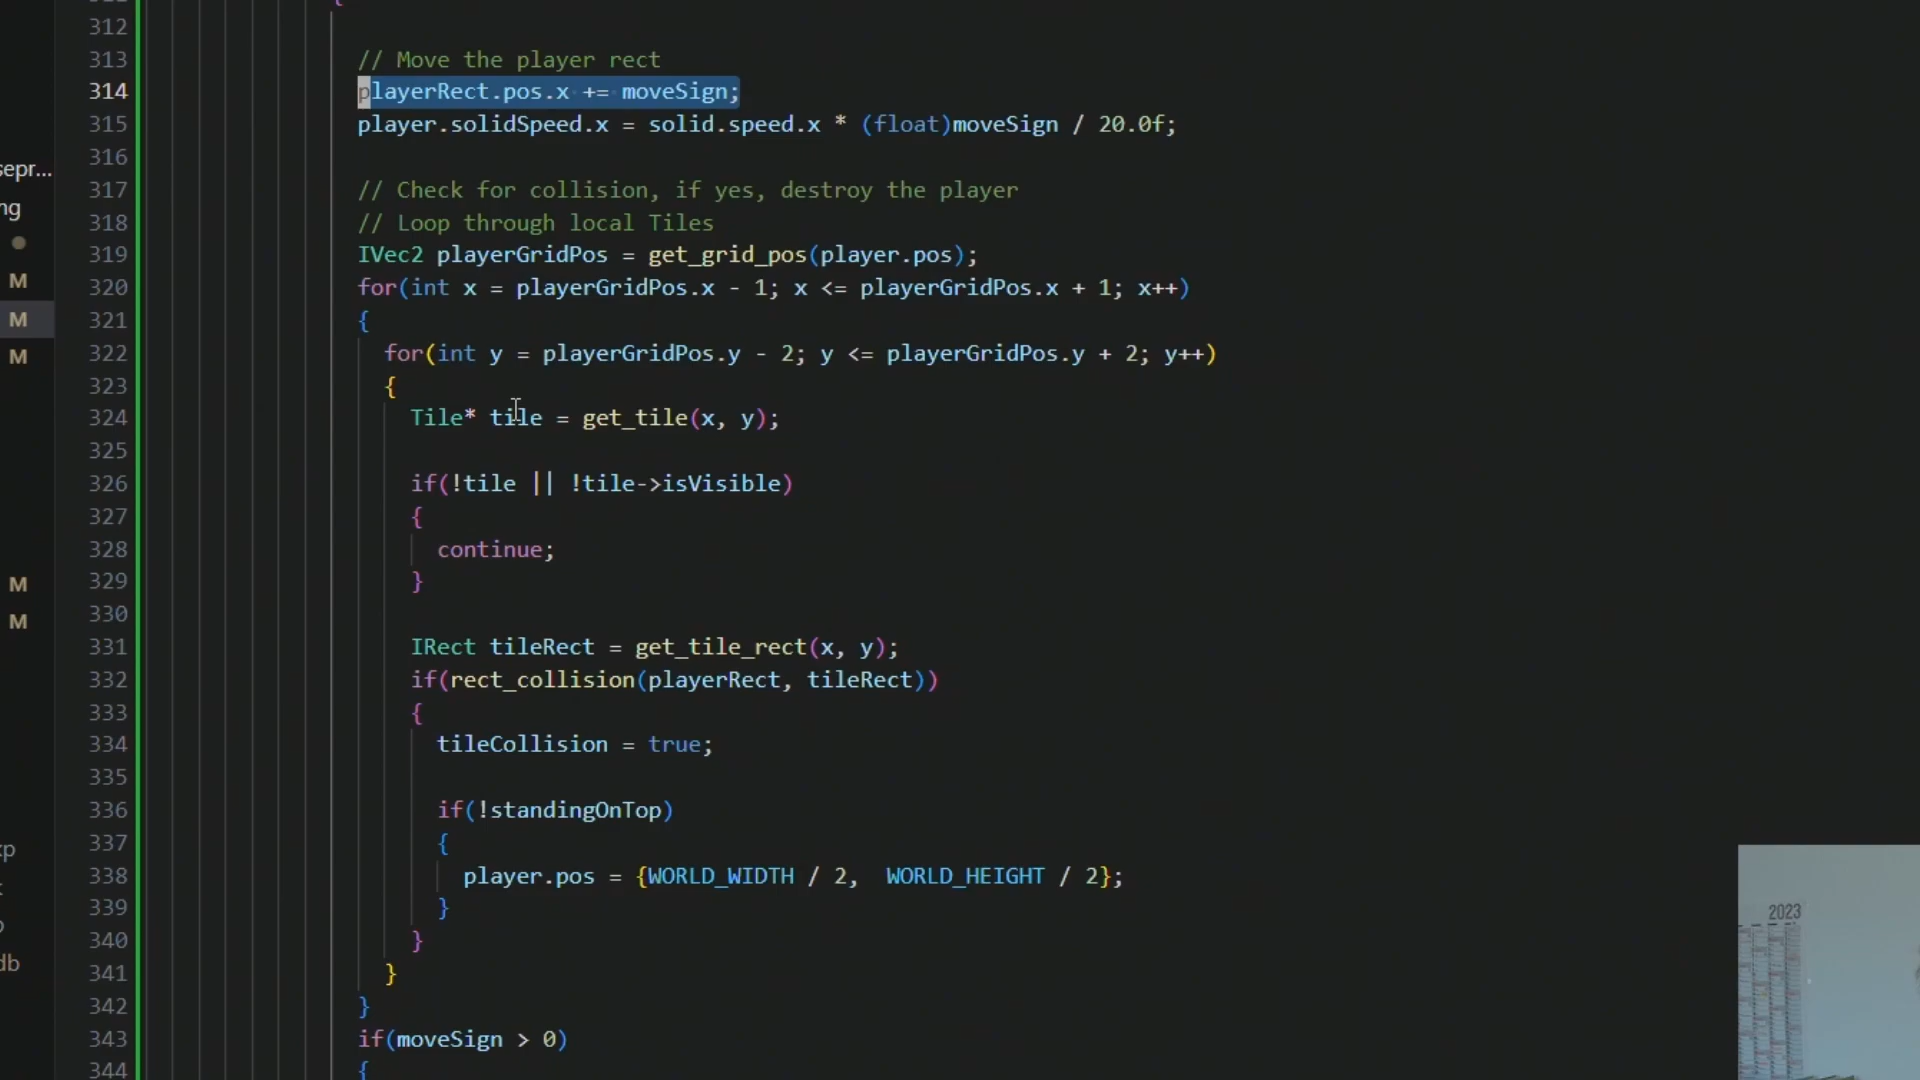 312
313 // Move the player rect
314 playerRect.pos.x += moveSign;
315 player.solidSpeed.x = solid.speed.x * (float)moveSign / 20.0f;
316
317 // Check for collision, if yes, destroy the player
318 // Loop through local Tiles
319 IVec2 playerGridPos = get_grid_pos(player.pos);
320 for(int x = playerGridPos.x - 1; x <= playerGridPos.x + 1; x++)
321 {
322 for(int y = playerGridPos.y - 2; y <= playerGridPos.y + 2; y++)
323 {
324 Tile* tile = get_tile(x, y);
325
326 if(!tile || !tile->isVisible)
327 {
328 continue;
329 }
330
331 IRect tileRect = get_tile_rect(x, y);
332 if(rect_collision(playerRect, tileRect))
333 {
334 tileCollision = true;
335
336 if(!standingOnTop)
337 {
338 player.pos = {WORLD_WIDTH / 2,  WORLD_HEIGHT / 2};
339 }
340 }
341 }
342 }
343 if(moveSign > 0)
344 {
sepr...
ng
M
M
M
M
M
xp
db
2023